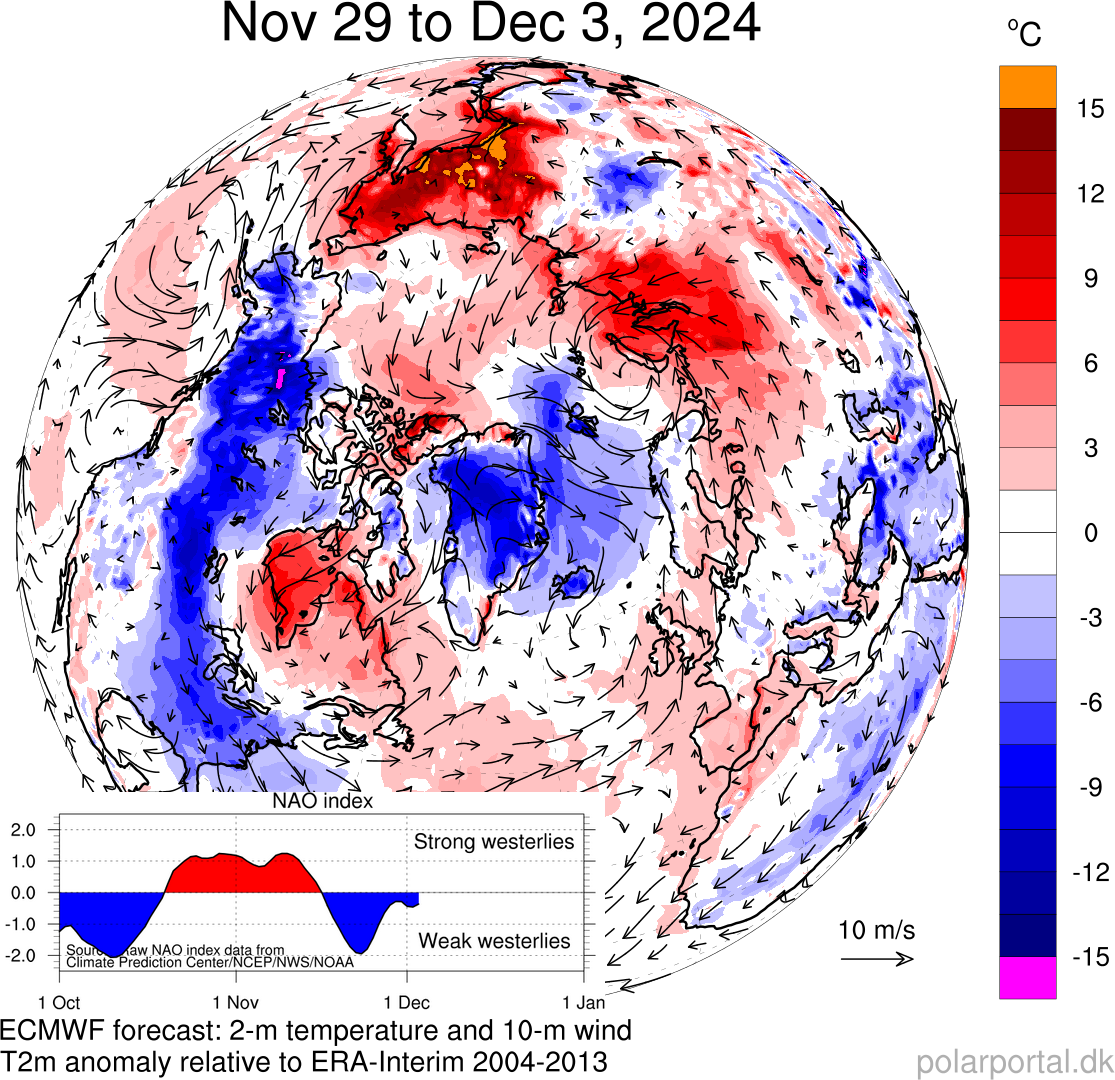 Nov 29 to Dec 3, 2024
°C
15
12
9
6
3
0
-3
-6
-9
-12
-15
10 m/s
NAO index
2.0
1.0
0.0
-1.0
-2.0
Strong westerlies
Weak westerlies
raw NAO index data from
Climate Prediction Center/NCEP/NWS/NOAA
1 Oct
1 Nov
1 Dec
1 Jan
ECMWF forecast: 2-m temperature and 10-m wind
T2m anomaly relative to ERA-Interim 2004-2013
polarportal.dk